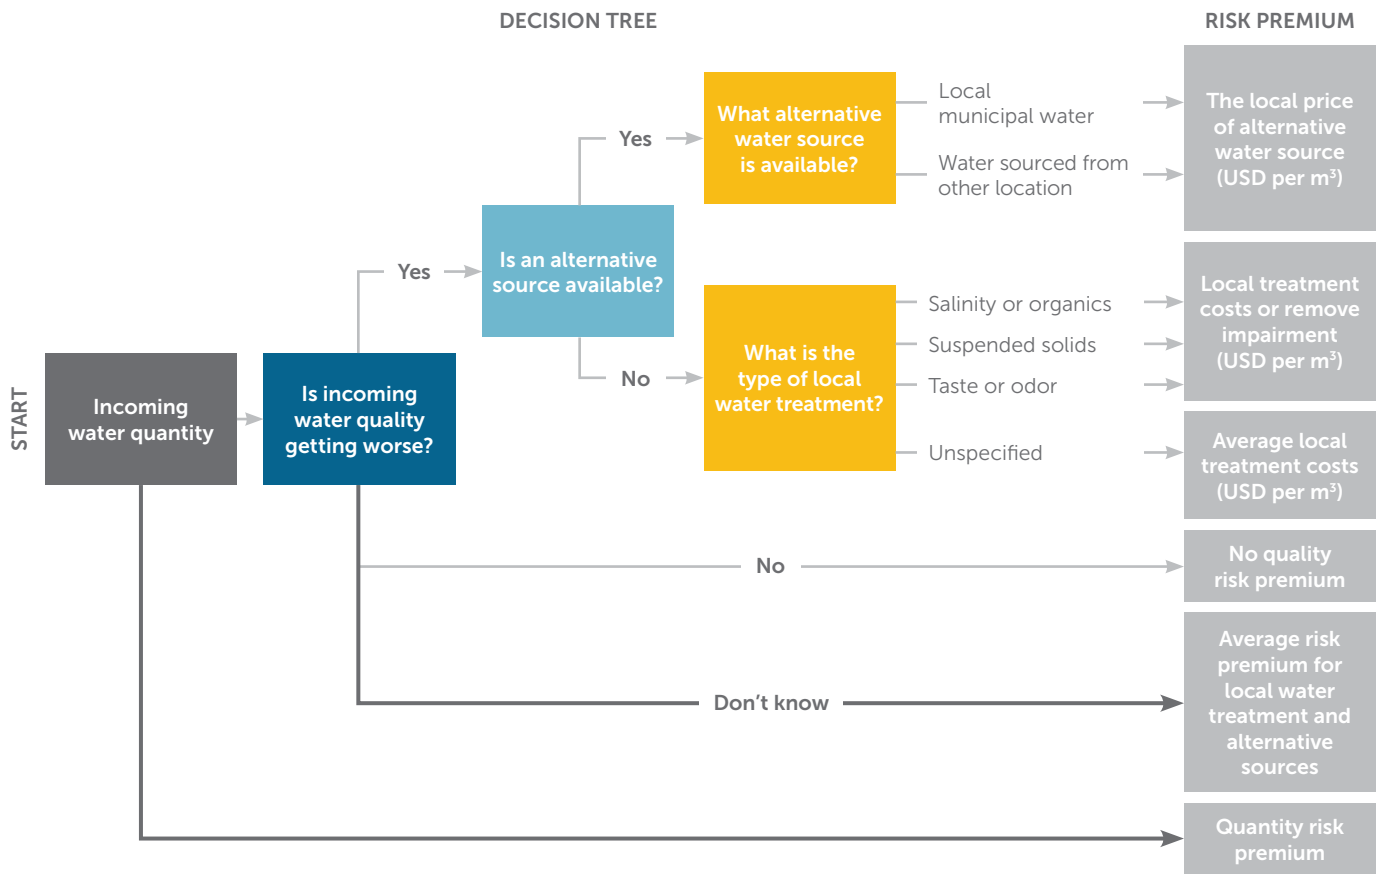 DECISION TREE
RISK PREMIUM
START
Incoming
water quantity
Is incoming
water quality
getting worse?
Yes
Is an alternative
source available?
Yes
What alternative
water source
is available?
Local
municipal water
Water sourced from
other location
The local price
of alternative
water source
(USD per m³)
No
What is the
type of local
water treatment?
Salinity or organics
Suspended solids
Taste or odor
Local treatment
costs or remove
impairment
(USD per m³)
Unspecified
Average local
treatment costs
(USD per m³)
No
No quality
risk premium
Don't know
Average risk
premium for
local water
treatment and
alternative
sources
Quantity risk
premium